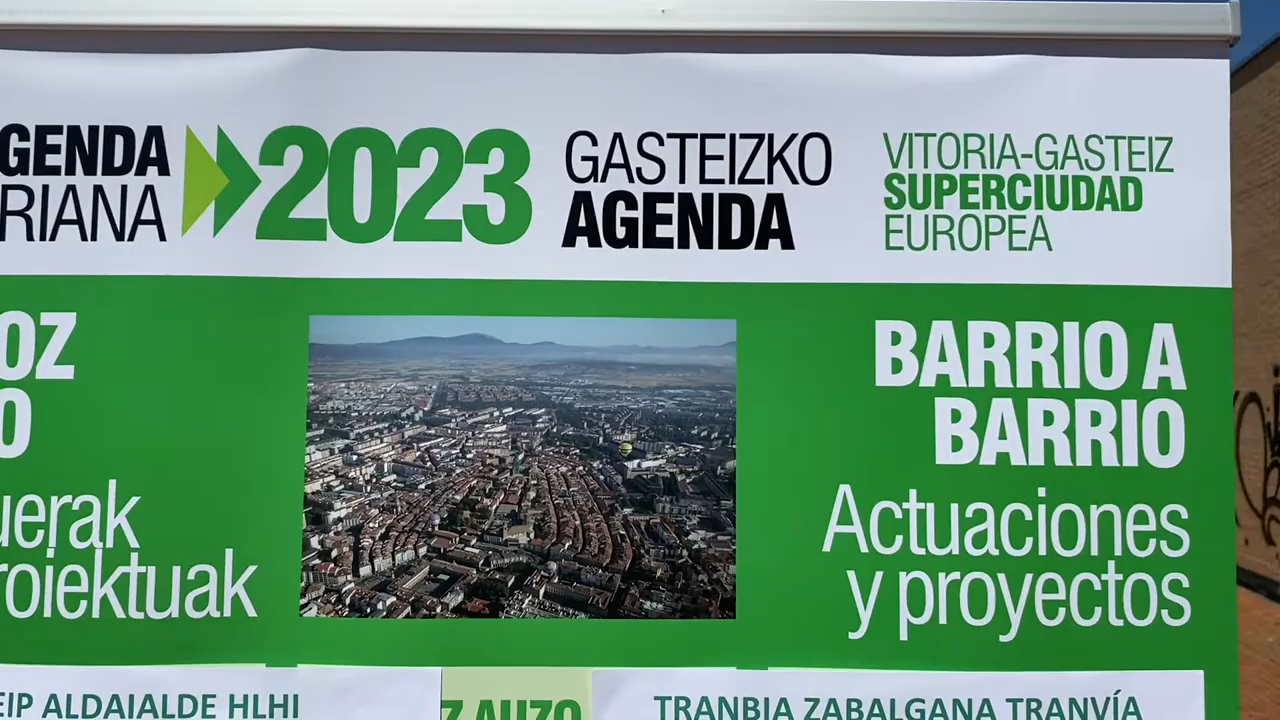 GENDA
RIANA
2023
GASTEIZKO
AGENDA
VITORIA-GASTEIZ
SUPERCIUDAD
EUROPEA
OZ
O
uerak
roiektuak
BARRIO A
BARRIO
Actuaciones
y proyectos
EIP ALDAIALDE HLHI
Z AUZO
TRANBIA ZABALGANA TRANVÍA